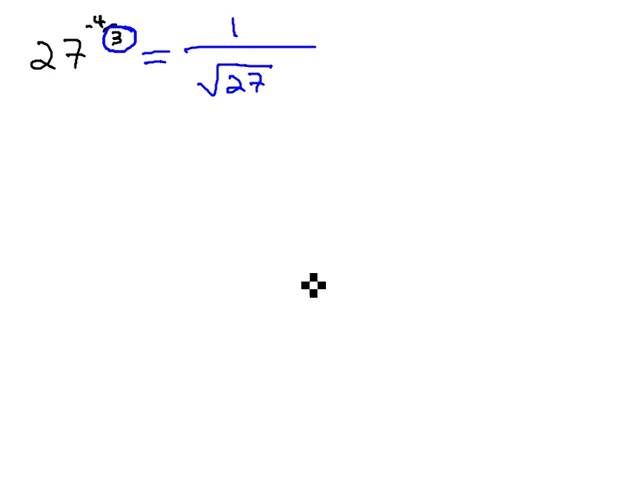 27^(-4/3) = 1/√27